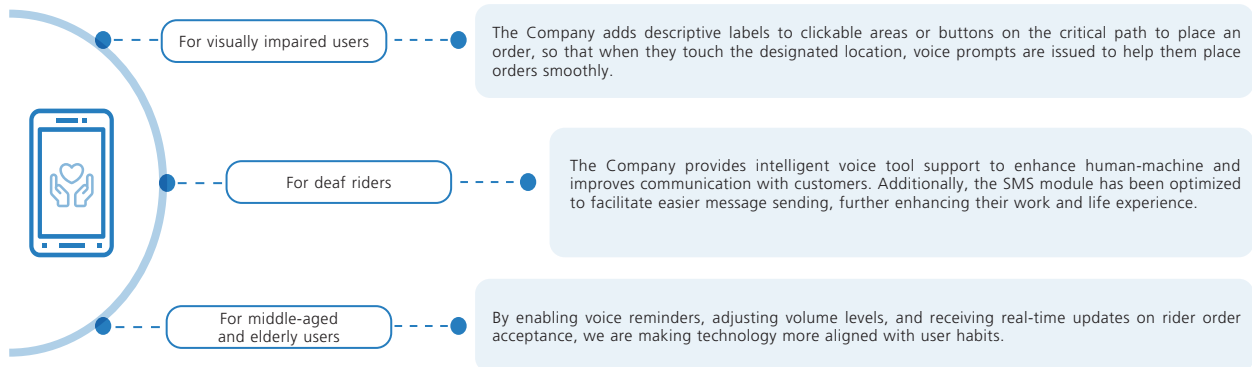 For visually impaired users
The Company adds descriptive labels to clickable areas or buttons on the critical path to place an
order, so that when they touch the designated location, voice prompts are issued to help them place
orders smoothly.
For deaf riders
The Company provides intelligent voice tool support to enhance human-machine and
improves communication with customers. Additionally, the SMS module has been optimized
to facilitate easier message sending, further enhancing their work and life experience.
For middle-aged
and elderly users
By enabling voice reminders, adjusting volume levels, and receiving real-time updates on rider order
acceptance, we are making technology more aligned with user habits.